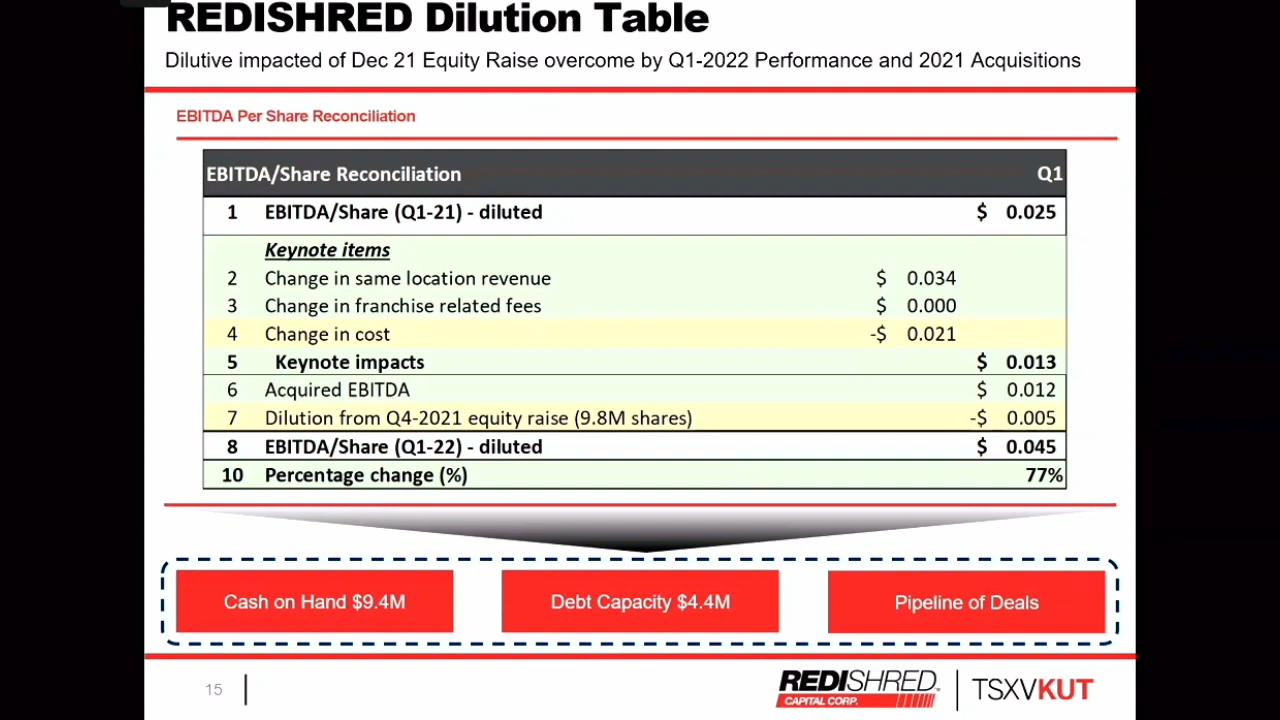 REDISHRED Dilution Table
Dilutive impacted of Dec 21 Equity Raise overcome by Q1-2022 Performance and 2021 Acquisitions
EBITDA Per Share Reconciliation
EBITDA/Share Reconciliation Q1
1 EBITDA/Share (Q1-21) - diluted $ 0.025
Keynote items
2 Change in same location revenue $ 0.034
3 Change in franchise related fees $ 0.000
4 Change in cost -$ 0.021
5 Keynote impacts $ 0.013
6 Acquired EBITDA $ 0.012
7 Dilution from Q4-2021 equity raise (9.8M shares) -$ 0.005
8 EBITDA/Share (Q1-22) - diluted $ 0.045
10 Percentage change (%) 77%
Cash on Hand $9.4M
Debt Capacity $4.4M
Pipeline of Deals
15
REDISHRED
CAPITAL CORP.
TSXVKUT